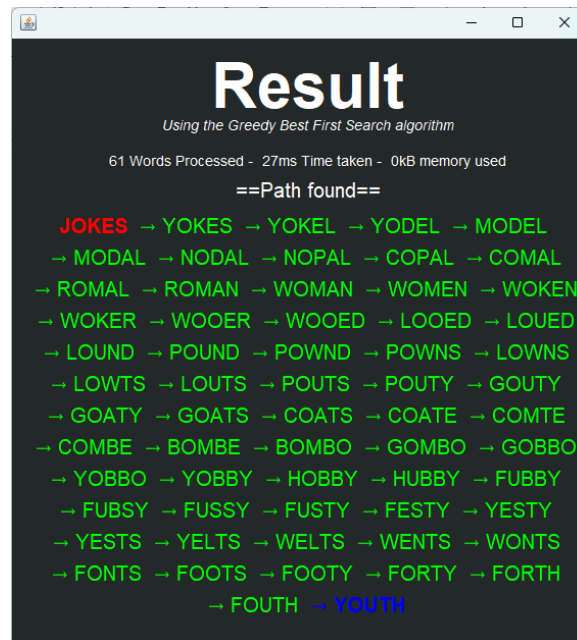 Result
Using the Greedy Best First Search algorithm
61 Words Processed - 27ms Time taken - 0kB memory used
==Path found==
JOKES → YOKES → YOKEL → YODEL → MODEL
→ MODAL → NODAL → NOPAL → COPAL → COMAL
→ ROMAL → ROMAN → WOMAN → WOMEN → WOKEN
→ WOKER → WOOER → WOOED → LOOED → LOUED
→ LOUND → POUND → POWND → POWNS → LOWNS
→ LOWTS → LOUTS → POUTS → POUTY → GOUTY
→ GOATY → GOATS → COATS → COATE → COMTE
→ COMBE → BOMBE → BOMBO → GOMBO → GOBBO
→ YOBBO → YOBBY → HOBBY → HUBBY → FUBBY
→ FUBSY → FUSSY → FUSTY → FESTY → YESTY
→ YESTS → YELTS → WELTS → WENTS → WONTS
→ FONTS → FOOTS → FOOTY → FORTY → FORTH
→ FOUTH → YOUTH